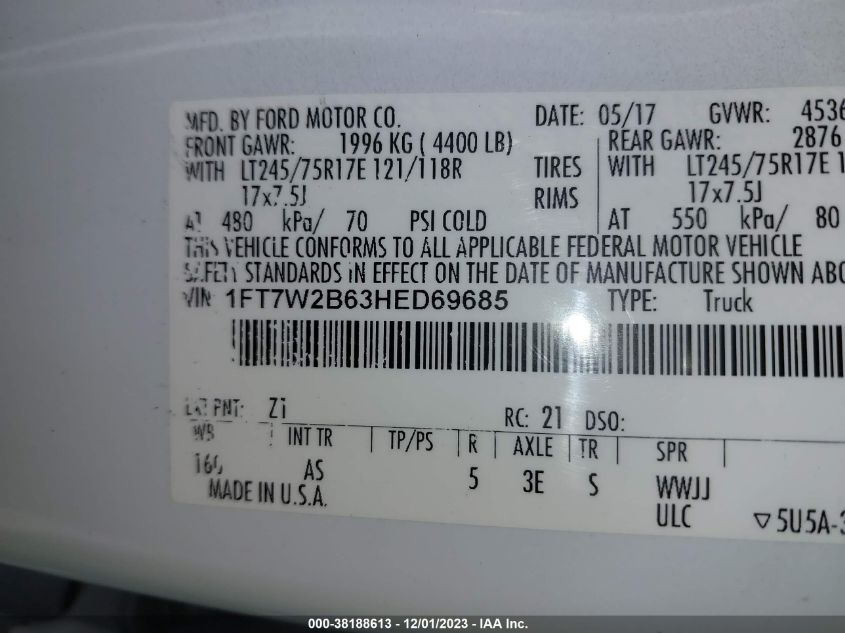 MFD. BY FORD MOTOR CO. DATE: 05/17 GVWR: 4536
FRONT GAWR: 1996 KG ( 4400 LB) REAR GAWR: 2876
WITH LT245/75R17E 121/118R TIRES WITH LT245/75R17E 1
17x7.5J RIMS 17x7.5J
AT 480 kPa/ 70 PSI COLD AT 550 kPa/ 80
THIS VEHICLE CONFORMS TO ALL APPLICABLE FEDERAL MOTOR VEHICLE
SAFETY STANDARDS IN EFFECT ON THE DATE OF MANUFACTURE SHOWN ABO
VIN: 1FT7W2B63HED69685 TYPE: Truck
EXT PNT: Z1 RC: 21 DSO:
WB INT TR TP/PS R AXLE TR SPR
160 AS 5 3E S WWJJ
MADE IN U.S.A. ULC ▽5U5A-3
000-38188613 - 12/01/2023 - IAA Inc.